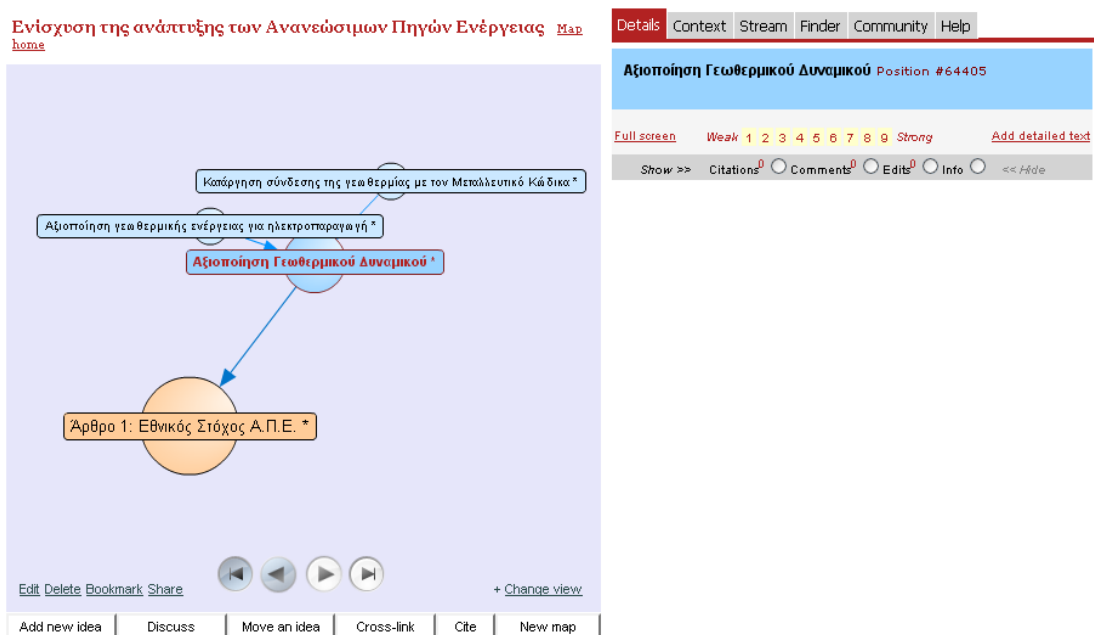 Ενίσχυση της ανάπτυξης των Ανανεώσιμων Πηγών Ενέργειας Map
home
Κατάργηση σύνδεσης της γεωθερμίας με τον Μεταλλευτικό Κώδικα *
Αξιοποίηση γεωθερμικής ενέργειας για ηλεκτροπαραγωγή *
Αξιοποίηση Γεωθερμικού Δυναμικού *
Άρθρο 1: Εθνικός Στόχος Α.Π.Ε. *
Edit Delete Bookmark Share
+ Change view
Add new idea Discuss Move an idea Cross-link Cite New map
Details Context Stream Finder Community Help
Αξιοποίηση Γεωθερμικού Δυναμικού Position #64405
Full screen Weak 1 2 3 4 5 6 7 8 9 Strong Add detailed text
Show >> Citations0 Comments0 Edits0 Info << Hide